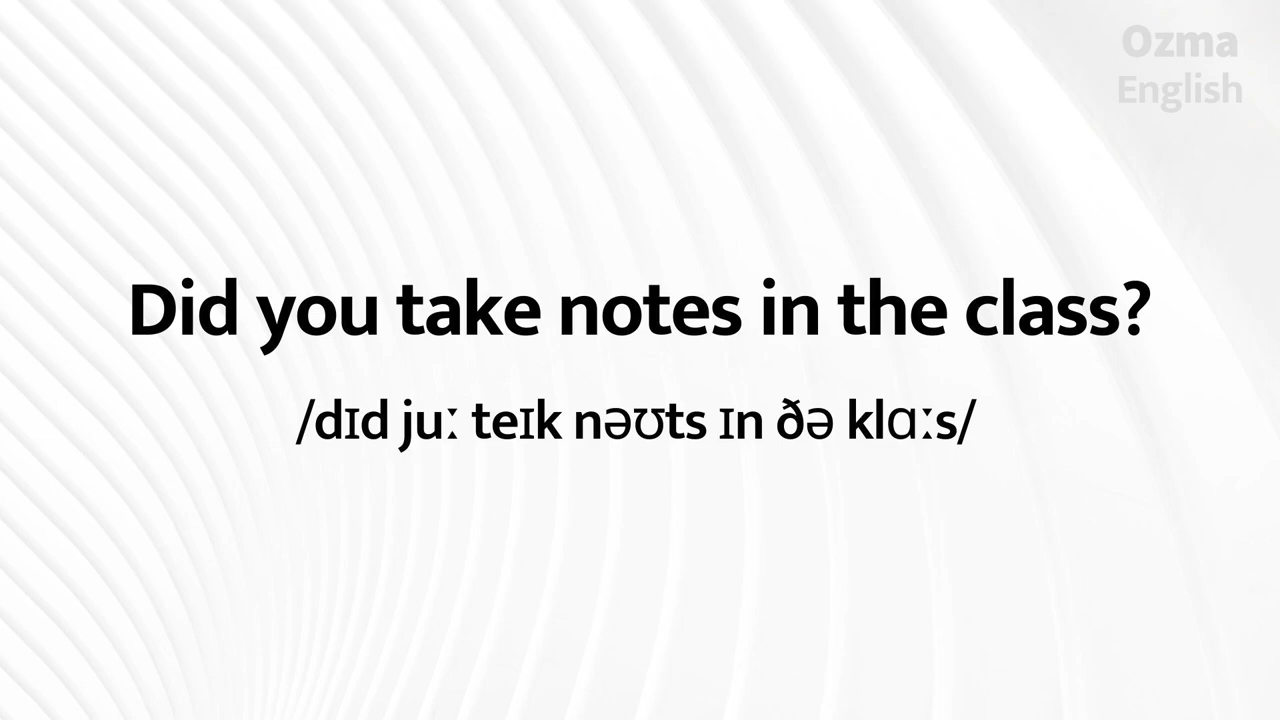 Ozma
English
Did you take notes in the class?
/dɪd juː teɪk nəʊts ɪn ðə klɑːs/